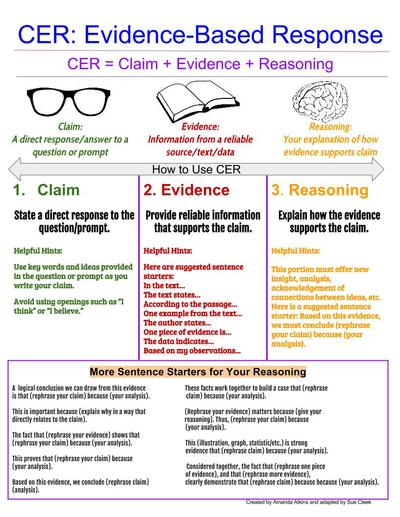 CER: Evidence-Based Response
CER = Claim + Evidence + Reasoning
Claim:
A direct response/answer to a
question or prompt
Evidence:
Information from a reliable
source/text/data
Reasoning:
Your explanation of how
evidence supports claim
How to Use CER
1. Claim
State a direct response to the
question/prompt.
Helpful Hints:
Use key words and ideas provided
in the question or prompt as you
write your claim.
Avoid using openings such as "I
think" or "I believe."
2. Evidence
Provide reliable information
that supports the claim.
Helpful Hints:
Here are suggested sentence
starters:
In the text...
The text states...
According to the passage...
One example from the text...
The author states...
One piece of evidence is...
The data indicates...
Based on my observations...
3. Reasoning
Explain how the evidence
supports the claim.
Helpful Hints:
This portion must offer new
insight, analysis,
acknowledgement of
connections between ideas, etc.
Here is a suggested sentence
starter: Based on this evidence,
we must conclude (rephrase
your claim) because (your
analysis).
More Sentence Starters for Your Reasoning
A logical conclusion we can draw from this evidence
is that (rephrase your claim) because (your analysis).
This is important because (explain why in a way that
directly relates to the claim).
The fact that (rephrase your evidence) shows that
(rephrase your claim) because (your analysis).
This proves that (rephrase your claim) because
(your analysis).
Based on this evidence, we conclude (rephrase claim)
(analysis).
These facts work together to build a case that (rephrase
claim) because (your analysis).
(Rephrase your evidence) matters because (give your
reasoning). Thus, (rephrase your claim) because
(your analysis).
This (illustration, graph, statistic/etc.) is strong
evidence that (rephrase claim) because (your analysis).
Considered together, the fact that (rephrase one piece
of evidence), and that (rephrase more evidence),
clearly demonstrate that (rephrase claim) because (your analysis).
Created by Amanda Atkins and adapted by Sue Cleek